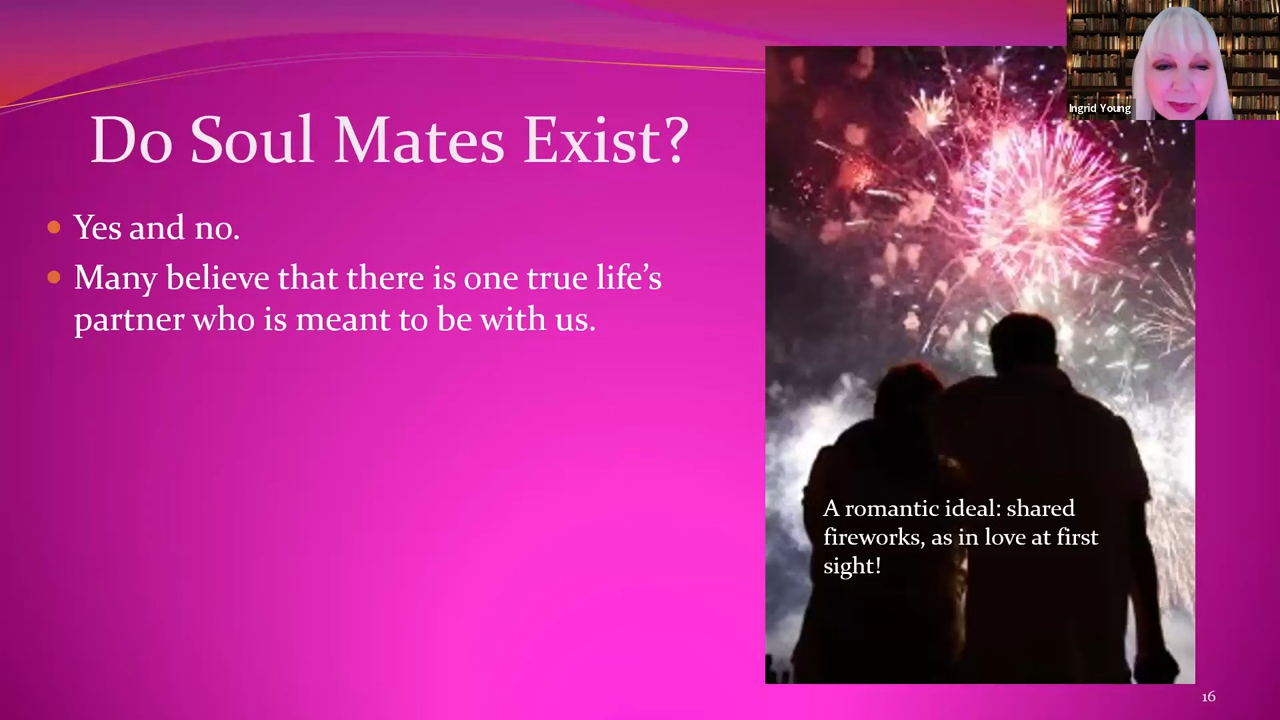 Ingrid Young
Do Soul Mates Exist?
Yes and no.
Many believe that there is one true life’s
partner who is meant to be with us.
A romantic ideal: shared
fireworks, as in love at first
sight!
16